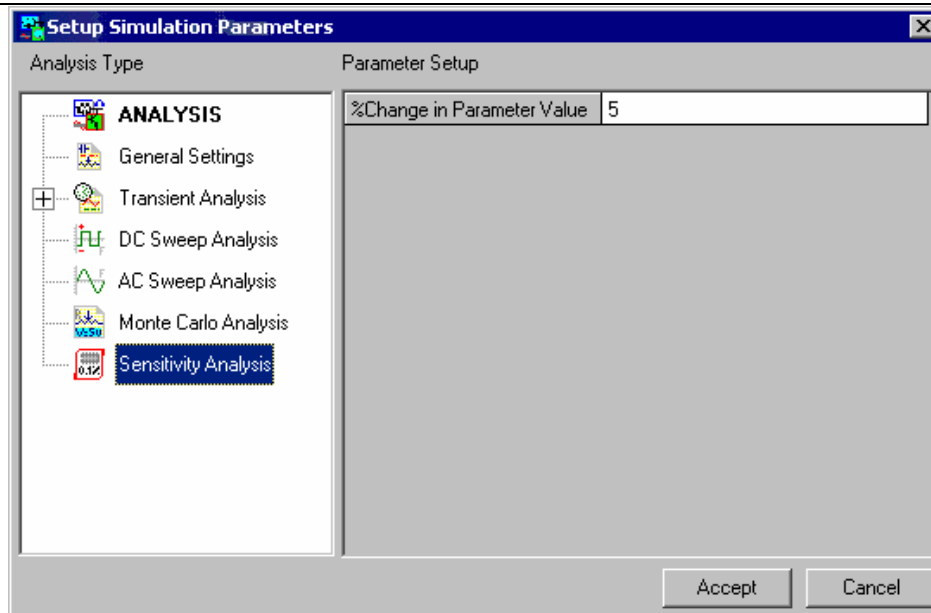 Setup Simulation Parameters
Analysis Type
Parameter Setup
ANALYSIS
General Settings
Transient Analysis
DC Sweep Analysis
AC Sweep Analysis
Monte Carlo Analysis
Sensitivity Analysis
%Change in Parameter Value 5
Accept Cancel